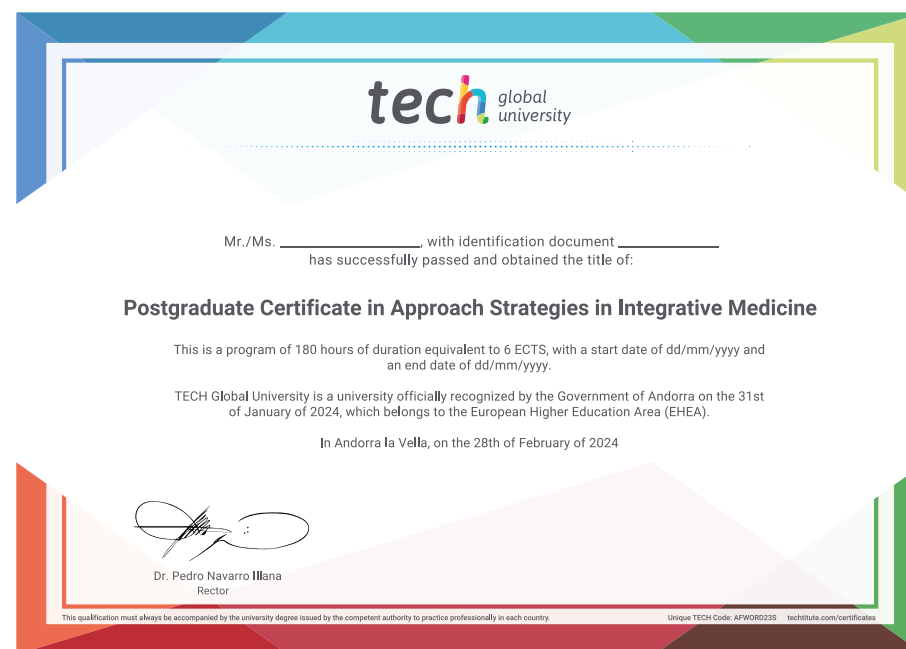 tech global
university
Mr./Ms. ____________, with identification document ____________
has successfully passed and obtained the title of:
Postgraduate Certificate in Approach Strategies in Integrative Medicine
This is a program of 180 hours of duration equivalent to 6 ECTS, with a start date of dd/mm/yyyy and
an end date of dd/mm/yyyy.
TECH Global University is a university officially recognized by the Government of Andorra on the 31st
of January of 2024, which belongs to the European Higher Education Area (EHEA).
In Andorra la Vella, on the 28th of February of 2024
Dr. Pedro Navarro Illana
Rector
This qualification must always be accompanied by the university degree issued by the competent authority to practice professionally in each country.
Unique TECH Code: AFWORD23S techtitute.com/certificates